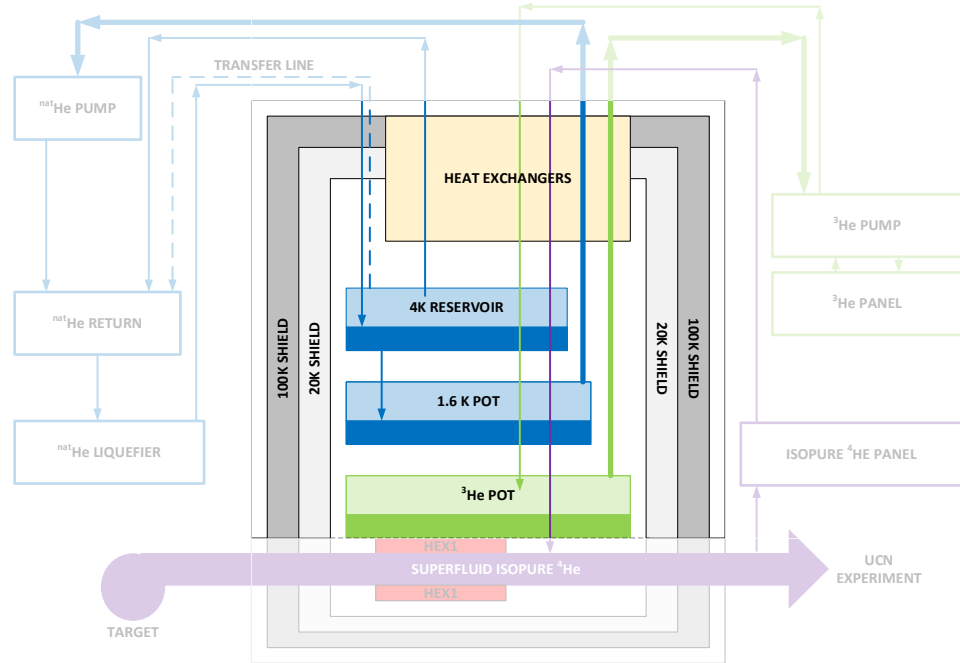 TRANSFER LINE
natHe PUMP
HEAT EXCHANGERS
3He PUMP
3He PANEL
4K RESERVOIR
natHe RETURN
100K SHIELD
20K SHIELD
20K SHIELD
100K SHIELD
1.6 K POT
natHe LIQUEFIER
ISOPURE 4He PANEL
3He POT
HEX1
SUPERFLUID ISOPURE 4He
HEX1
UCN
EXPERIMENT
TARGET